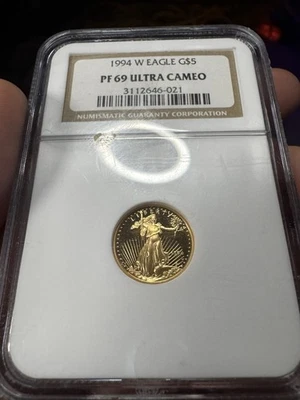 1994 W EAGLE G$5
PF 69 ULTRA CAMEO
3112646-021
NUMISMATIC GUARANTY CORPORATION
LIBERTY